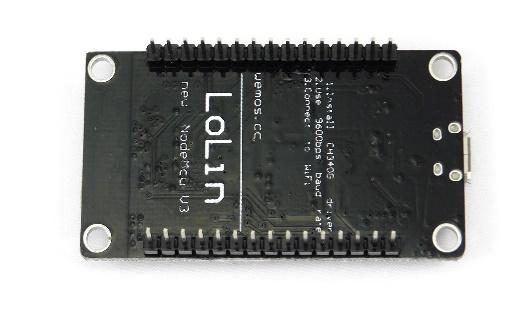 1.Install CH340G driver
2.Use 9600bps baud rate
3.Connect to WiFi
wemos.cc
LoLin
new NodeMcu V3